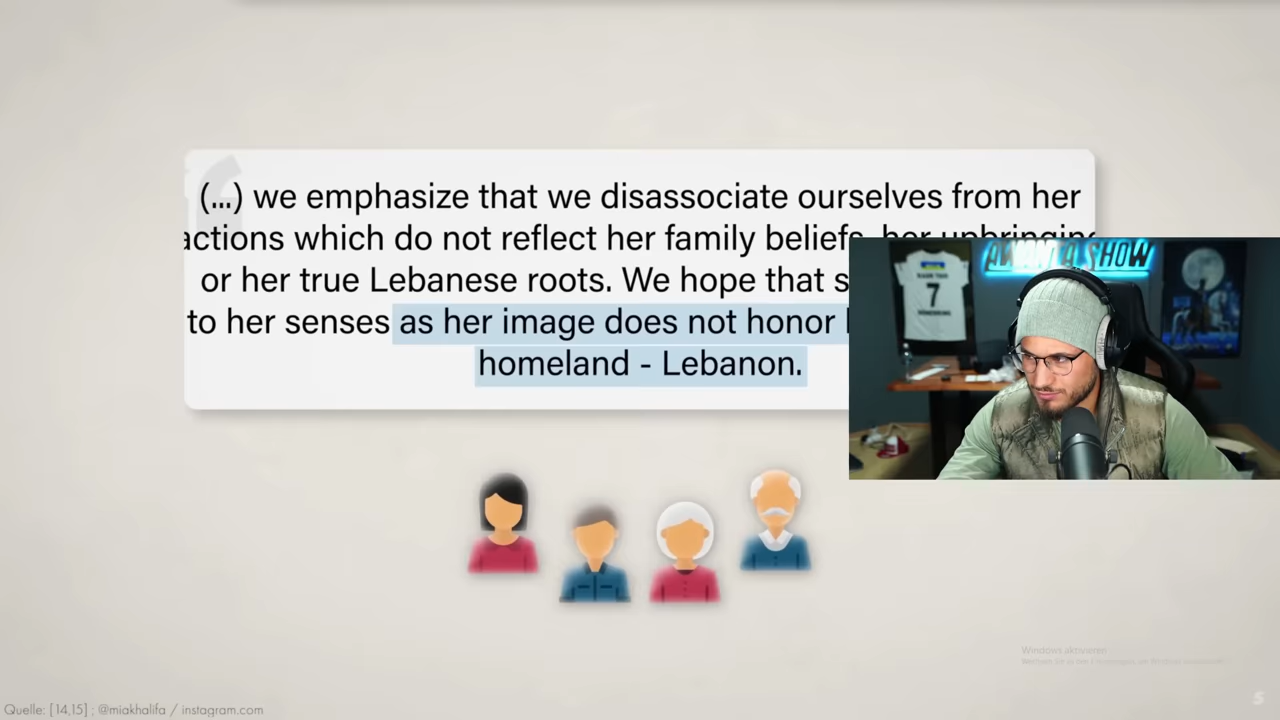 (...) we emphasize that we disassociate ourselves from her
actions which do not reflect her family beliefs, her upbringing
or her true Lebanese roots. We hope that s
to her senses as her image does not honor
homeland - Lebanon.
SHOW
7
Windows aktivieren
Quelle: [14,15] ; @miakhalifa / instagram.com